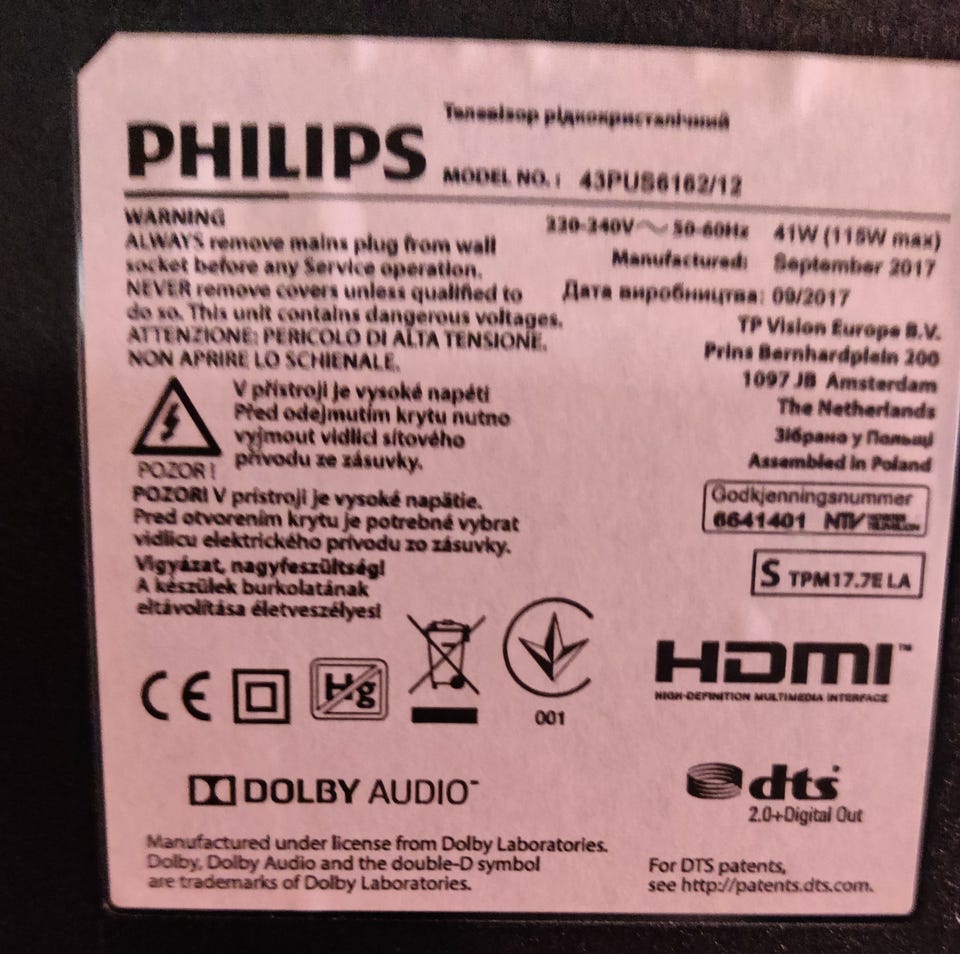 Телевізор рідкокристалічний
PHILIPS
MODEL NO. : 43PUS6162/12
WARNING
ALWAYS remove mains plug from wall
socket before any Service operation.
NEVER remove covers unless qualified to
do so. This unit contains dangerous voltages.
ATTENZIONE: PERICOLO DI ALTA TENSIONE.
NON APRIRE LO SCHIENALE.
V přístroji je vysoké napětí
Před odejmutím krytu nutno
vyjmout vidlici síťového
přívodu ze zásuvky.
POZOR !
POZOR! V prístroji je vysoké napätie.
Pred otvorením krytu je potrebné vybrat
vidlicu elektrického prívodu zo zásuvky.
Vigyázat, nagyfeszültség!
A készülék burkolatának
eltávolítása életveszélyes!
220-240V ~ 50-60Hz 41W (115W max)
Manufactured: September 2017
Дата виробництва: 09/2017
TP Vision Europe B.V.
Prins Bernhardplein 200
1097 JB Amsterdam
The Netherlands
Зібрано у Польщі
Assembled in Poland
Godkjenningsnummer
6641401 NTV
S TPM17.7E LA
CE
Hg
001
HDMI™
HIGH-DEFINITION MULTIMEDIA INTERFACE
DOLBY AUDIO™
Manufactured under license from Dolby Laboratories.
Dolby, Dolby Audio and the double-D symbol
are trademarks of Dolby Laboratories.
dts
2.0+Digital Out
For DTS patents,
see http://patents.dts.com.